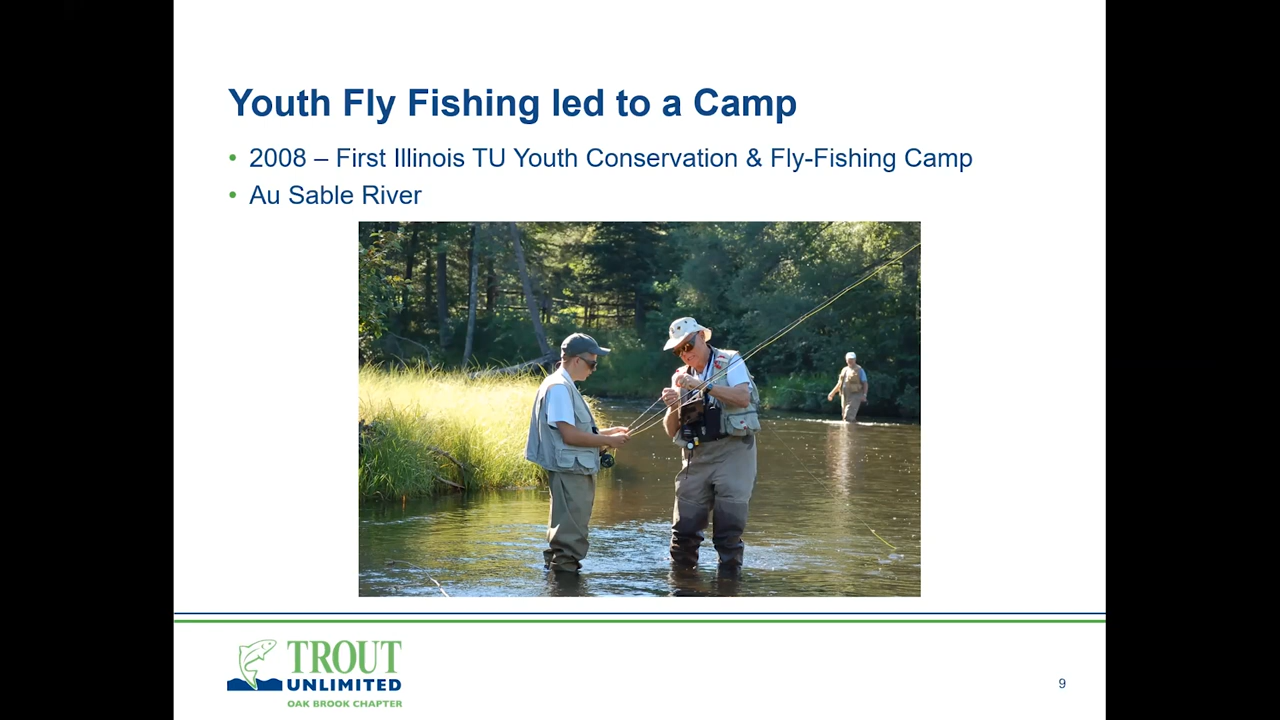 Youth Fly Fishing led to a Camp
• 2008 – First Illinois TU Youth Conservation & Fly-Fishing Camp
• Au Sable River
TROUT
UNLIMITED
OAK BROOK CHAPTER
9